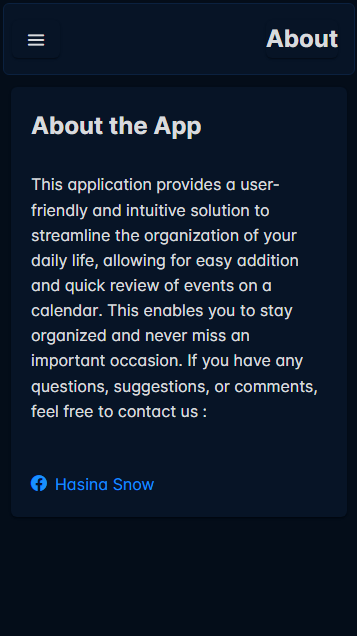 About
About the App
This application provides a user-
friendly and intuitive solution to
streamline the organization of your
daily life, allowing for easy addition
and quick review of events on a
calendar. This enables you to stay
organized and never miss an
important occasion. If you have any
questions, suggestions, or comments,
feel free to contact us :
Hasina Snow